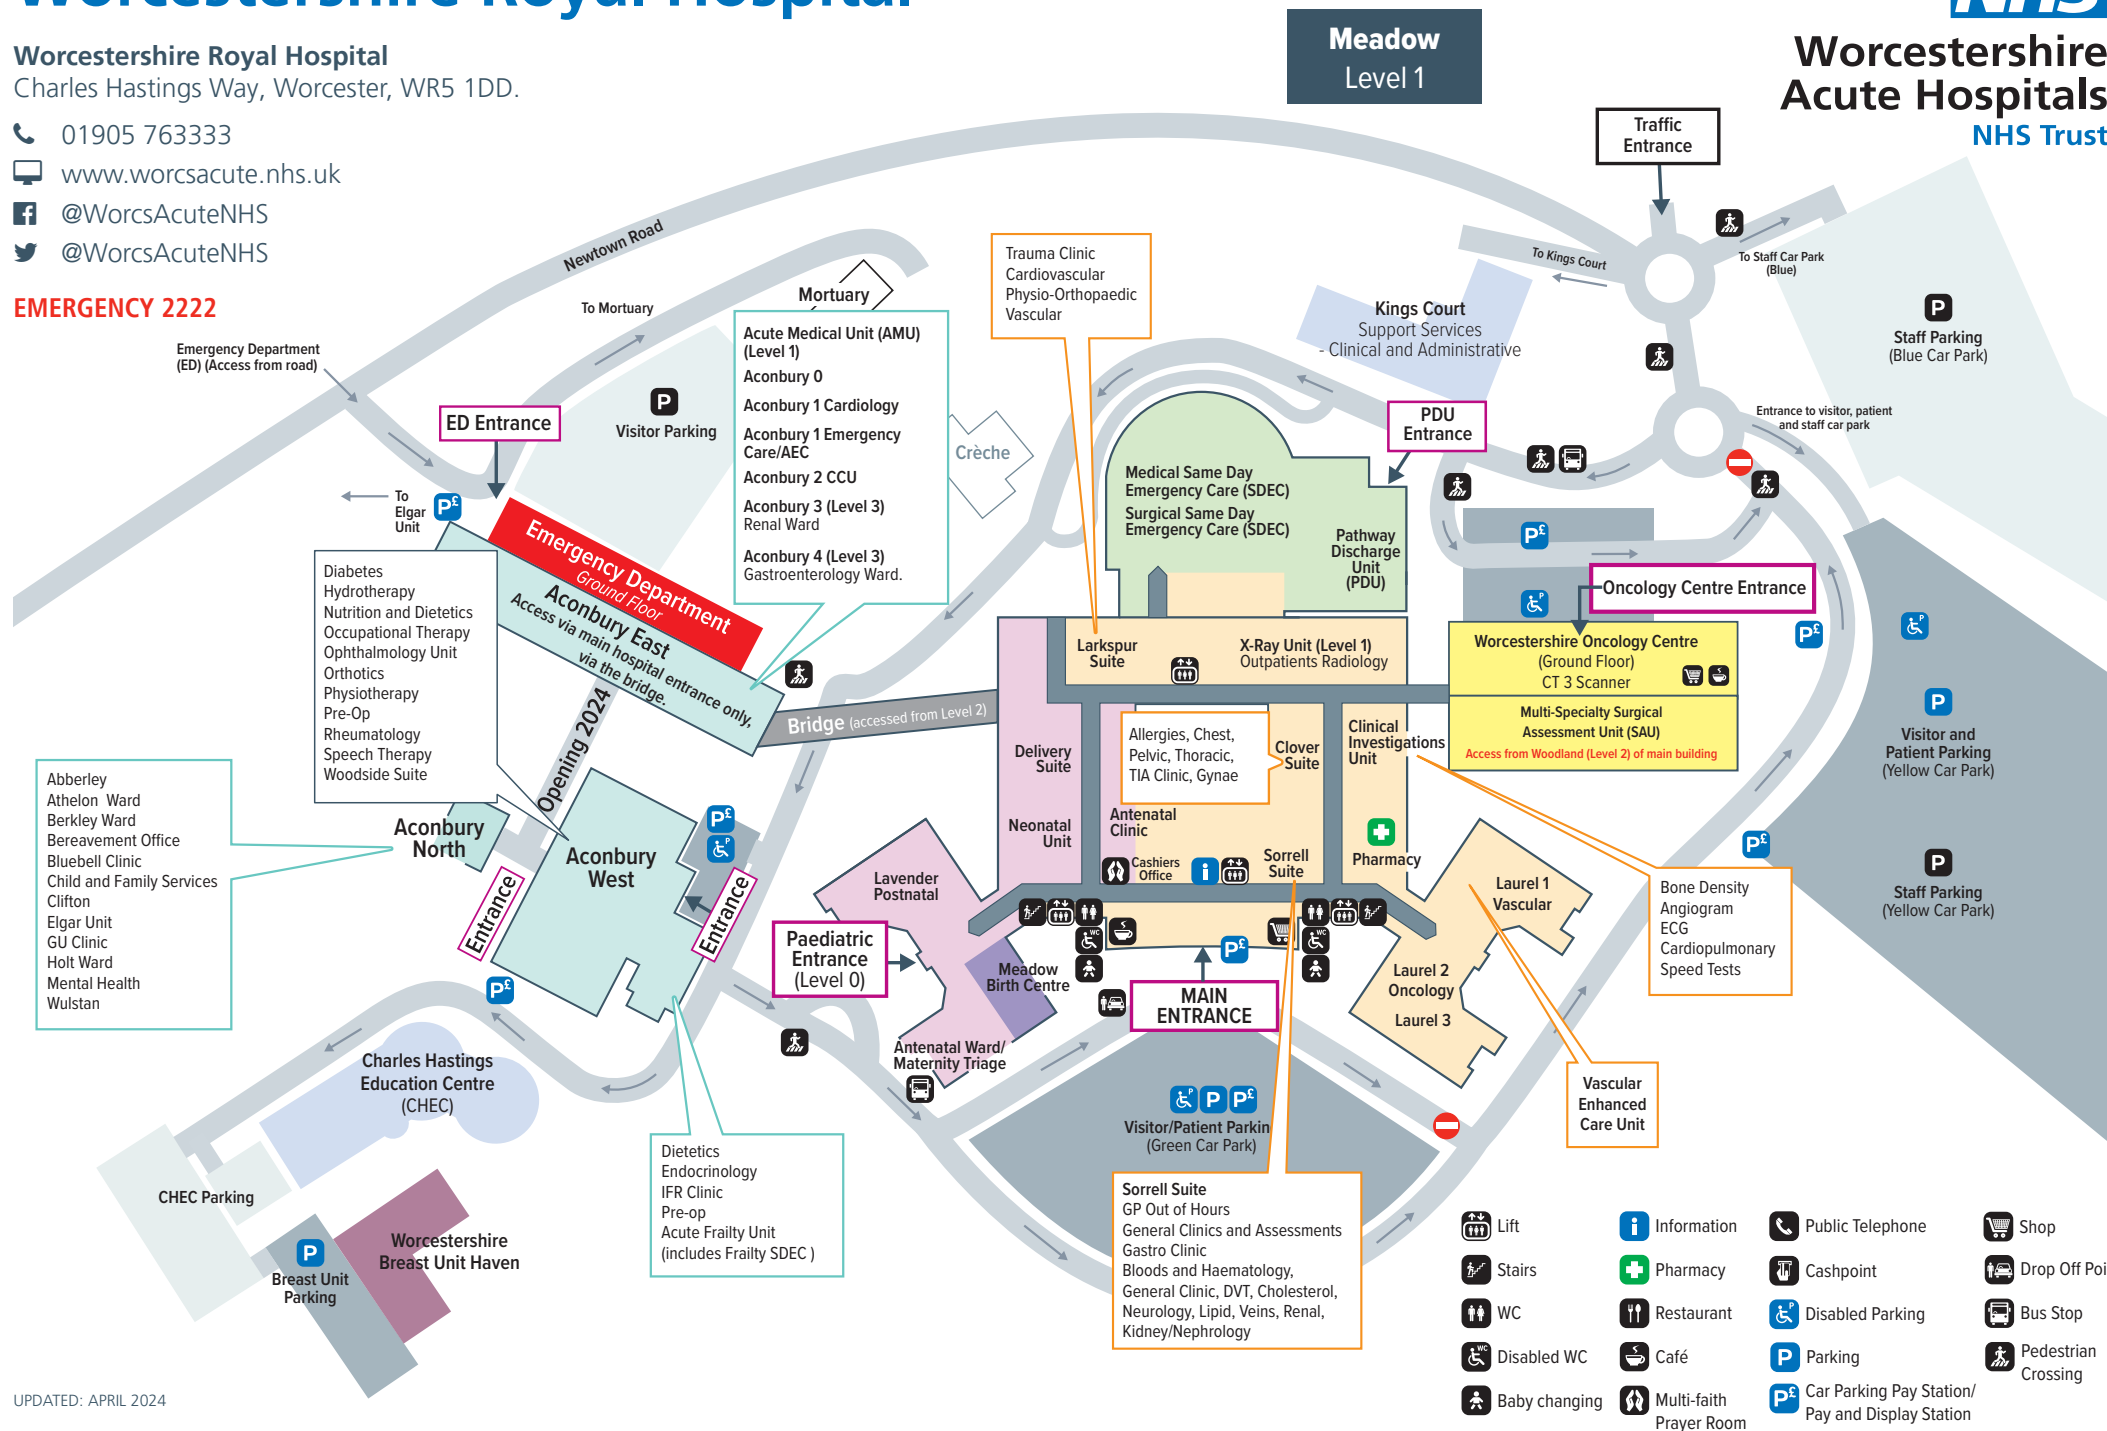 Worcestershire Royal Hospital
NHS
Worcestershire
Acute Hospitals
NHS Trust
Meadow
Level 1
Worcestershire Royal Hospital
Charles Hastings Way, Worcester, WR5 1DD.
01905 763333
www.worcsacute.nhs.uk
@WorcsAcuteNHS
@WorcsAcuteNHS
EMERGENCY 2222
Traffic
Entrance
Newtown Road
To Kings Court
To Staff Car Park
(Blue)
P
Staff Parking
(Blue Car Park)
Kings Court
Support Services
- Clinical and Administrative
Trauma Clinic
Cardiovascular
Physio-Orthopaedic
Vascular
Mortuary
To Mortuary
Emergency Department
(ED) (Access from road)
ED Entrance
P
Visitor Parking
Acute Medical Unit (AMU)
(Level 1)
Aconbury 0
Aconbury 1 Cardiology
Aconbury 1 Emergency
Care/AEC
Aconbury 2 CCU
Aconbury 3 (Level 3)
Renal Ward
Aconbury 4 (Level 3)
Gastroenterology Ward.
Crèche
PDU
Entrance
Entrance to visitor, patient
and staff car park
To
Elgar
Unit
P£
Emergency Department
Ground Floor
Aconbury East
Access via main hospital entrance only,
via the bridge.
Medical Same Day
Emergency Care (SDEC)
Surgical Same Day
Emergency Care (SDEC)
Pathway
Discharge
Unit
(PDU)
P£
P
Oncology Centre Entrance
P£
P
Diabetes
Hydrotherapy
Nutrition and Dietetics
Occupational Therapy
Ophthalmology Unit
Orthotics
Physiotherapy
Pre-Op
Rheumatology
Speech Therapy
Woodside Suite
Larkspur
Suite
X-Ray Unit (Level 1)
Outpatients Radiology
Worcestershire Oncology Centre
(Ground Floor)
CT 3 Scanner
Multi-Specialty Surgical
Assessment Unit (SAU)
Access from Woodland (Level 2) of main building
P
Visitor and
Patient Parking
(Yellow Car Park)
Bridge (accessed from Level 2)
Opening 2024
Delivery
Suite
Allergies, Chest,
Pelvic, Thoracic,
TIA Clinic, Gynae
Clover
Suite
Clinical
Investigations
Unit
Abberley
Athelon Ward
Berkley Ward
Bereavement Office
Bluebell Clinic
Child and Family Services
Clifton
Elgar Unit
GU Clinic
Holt Ward
Mental Health
Wulstan
Aconbury
North
Aconbury
West
P£
P
Entrance
Entrance
Neonatal
Unit
Antenatal
Clinic
Cashiers
Office
i
Sorrell
Suite
Pharmacy
P£
P
Staff Parking
(Yellow Car Park)
Lavender
Postnatal
Laurel 1
Vascular
Bone Density
Angiogram
ECG
Cardiopulmonary
Speed Tests
WC
WC
P£
Paediatric
Entrance
(Level 0)
Meadow
Birth Centre
MAIN
ENTRANCE
Laurel 2
Oncology
Laurel 3
P£
Antenatal Ward/
Maternity Triage
Charles Hastings
Education Centre
(CHEC)
Vascular
Enhanced
Care Unit
P
P
P£
Visitor/Patient Parkin
(Green Car Park)
Dietetics
Endocrinology
IFR Clinic
Pre-op
Acute Frailty Unit
(includes Frailty SDEC )
Sorrell Suite
GP Out of Hours
General Clinics and Assessments
Gastro Clinic
Bloods and Haematology,
General Clinic, DVT, Cholesterol,
Neurology, Lipid, Veins, Renal,
Kidney/Nephrology
CHEC Parking
P
Breast Unit
Parking
Worcestershire
Breast Unit Haven
Lift
Stairs
WC
WC
Disabled WC
Baby changing
i
Information
Pharmacy
Restaurant
Café
Multi-faith
Prayer Room
Public Telephone
Cashpoint
P
Disabled Parking
P
Parking
P£
Car Parking Pay Station/
Pay and Display Station
Shop
Drop Off Poi
Bus Stop
Pedestrian
Crossing
UPDATED: APRIL 2024